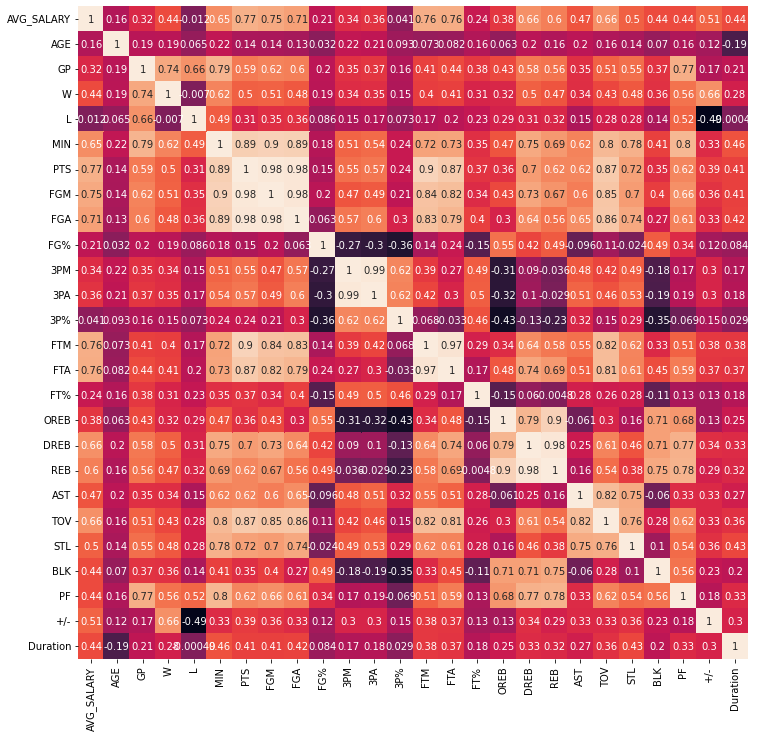 AVG_SALARY 1 0.16 0.32 0.44 -0.012 0.65 0.77 0.75 0.71 0.21 0.34 0.36 0.041 0.76 0.76 0.24 0.38 0.66 0.6 0.47 0.66 0.5 0.44 0.44 0.51 0.44
AGE 0.16 1 0.19 0.19 0.065 0.22 0.14 0.14 0.13 0.032 0.22 0.21 0.093 0.073 0.082 0.16 0.063 0.2 0.16 0.2 0.16 0.14 0.07 0.16 0.12 -0.19
GP 0.32 0.19 1 0.74 0.66 0.79 0.59 0.62 0.6 0.2 0.35 0.37 0.16 0.41 0.44 0.38 0.43 0.58 0.56 0.35 0.51 0.55 0.37 0.77 0.17 0.21
W 0.44 0.19 0.74 1 -0.007 0.62 0.5 0.51 0.48 0.19 0.34 0.35 0.15 0.4 0.41 0.31 0.32 0.5 0.47 0.34 0.43 0.48 0.36 0.56 0.66 0.28
L -0.012 0.065 0.66 -0.007 1 0.49 0.31 0.35 0.36 0.086 0.15 0.17 0.073 0.17 0.2 0.23 0.29 0.31 0.32 0.15 0.28 0.28 0.14 0.52 -0.49 0.0004
MIN 0.65 0.22 0.79 0.62 0.49 1 0.89 0.9 0.89 0.18 0.51 0.54 0.24 0.72 0.73 0.35 0.47 0.75 0.69 0.62 0.8 0.78 0.41 0.8 0.33 0.46
PTS 0.77 0.14 0.59 0.5 0.31 0.89 1 0.98 0.98 0.15 0.55 0.57 0.24 0.9 0.87 0.37 0.36 0.7 0.62 0.62 0.87 0.72 0.35 0.62 0.39 0.41
FGM 0.75 0.14 0.62 0.51 0.35 0.9 0.98 1 0.98 0.2 0.47 0.49 0.21 0.84 0.82 0.34 0.43 0.73 0.67 0.6 0.85 0.7 0.4 0.66 0.36 0.41
FGA 0.71 0.13 0.6 0.48 0.36 0.89 0.98 0.98 1 0.063 0.57 0.6 0.3 0.83 0.79 0.4 0.3 0.64 0.56 0.65 0.86 0.74 0.27 0.61 0.33 0.42
FG% 0.21 0.032 0.2 0.19 0.086 0.18 0.15 0.2 0.063 1 -0.27 -0.3 -0.36 0.14 0.24 -0.15 0.55 0.42 0.49 -0.096 0.11 -0.024 0.49 0.34 0.12 0.084
3PM 0.34 0.22 0.35 0.34 0.15 0.51 0.55 0.47 0.57 -0.27 1 0.99 0.62 0.39 0.27 0.49 -0.31 0.09 -0.036 0.48 0.42 0.49 -0.18 0.17 0.3 0.17
3PA 0.36 0.21 0.37 0.35 0.17 0.54 0.57 0.49 0.6 -0.3 0.99 1 0.62 0.42 0.3 0.5 -0.32 0.1 -0.029 0.51 0.46 0.53 -0.19 0.19 0.3 0.18
3P% 0.041 0.093 0.16 0.15 0.073 0.24 0.24 0.21 0.3 -0.36 0.62 0.62 1 0.068 -0.033 0.46 -0.43 -0.13 -0.23 0.32 0.15 0.29 -0.35 -0.069 0.15 0.029
FTM 0.76 0.073 0.41 0.4 0.17 0.72 0.9 0.84 0.83 0.14 0.39 0.42 0.068 1 0.97 0.29 0.34 0.64 0.58 0.55 0.82 0.62 0.33 0.51 0.38 0.38
FTA 0.76 0.082 0.44 0.41 0.2 0.73 0.87 0.82 0.79 0.24 0.27 0.3 -0.033 0.97 1 0.17 0.48 0.74 0.69 0.51 0.81 0.61 0.45 0.59 0.37 0.37
FT% 0.24 0.16 0.38 0.31 0.23 0.35 0.37 0.34 0.4 -0.15 0.49 0.5 0.46 0.29 0.17 1 -0.15 0.06 0.0048 0.28 0.26 0.28 -0.11 0.13 0.13 0.18
OREB 0.38 0.063 0.43 0.32 0.29 0.47 0.36 0.43 0.3 0.55 -0.31 -0.32 -0.43 0.34 0.48 -0.15 1 0.79 0.9 -0.061 0.3 0.16 0.71 0.68 0.13 0.25
DREB 0.66 0.2 0.58 0.5 0.31 0.75 0.7 0.73 0.64 0.42 0.09 0.1 -0.13 0.64 0.74 0.06 0.79 1 0.98 0.25 0.61 0.46 0.71 0.77 0.34 0.33
REB 0.6 0.16 0.56 0.47 0.32 0.69 0.62 0.67 0.56 0.49 -0.036 -0.029 -0.23 0.58 0.69 0.004 0.9 0.98 1 0.16 0.54 0.38 0.75 0.78 0.29 0.32
AST 0.47 0.2 0.35 0.34 0.15 0.62 0.62 0.6 0.65 -0.096 0.48 0.51 0.32 0.55 0.51 0.28 -0.06 0.25 0.16 1 0.82 0.75 -0.06 0.33 0.33 0.27
TOV 0.66 0.16 0.51 0.43 0.28 0.8 0.87 0.85 0.86 0.11 0.42 0.46 0.15 0.82 0.81 0.26 0.3 0.61 0.54 0.82 1 0.76 0.28 0.62 0.33 0.36
STL 0.5 0.14 0.55 0.48 0.28 0.78 0.72 0.7 0.74 -0.024 0.49 0.53 0.29 0.62 0.61 0.28 0.16 0.46 0.38 0.75 0.76 1 0.1 0.54 0.36 0.43
BLK 0.44 0.07 0.37 0.36 0.14 0.41 0.35 0.4 0.27 0.49 -0.18 -0.19 -0.35 0.33 0.45 -0.11 0.71 0.71 0.75 -0.06 0.28 0.1 1 0.56 0.23 0.2
PF 0.44 0.16 0.77 0.56 0.52 0.8 0.62 0.66 0.61 0.34 0.17 0.19 -0.069 0.51 0.59 0.13 0.68 0.77 0.78 0.33 0.62 0.54 0.56 1 0.18 0.33
+/- 0.51 0.12 0.17 0.66 -0.49 0.33 0.39 0.36 0.33 0.12 0.3 0.3 0.15 0.38 0.37 0.13 0.13 0.34 0.29 0.33 0.33 0.36 0.23 0.18 1 0.3
Duration 0.44 -0.19 0.21 0.28 0.0004 0.46 0.41 0.41 0.42 0.084 0.17 0.18 0.029 0.38 0.37 0.18 0.25 0.33 0.32 0.27 0.36 0.43 0.2 0.33 0.3 1
AVG_SALARY AGE GP W L MIN PTS FGM FGA FG% 3PM 3PA 3P% FTM FTA FT% OREB DREB REB AST TOV STL BLK PF +/- Duration